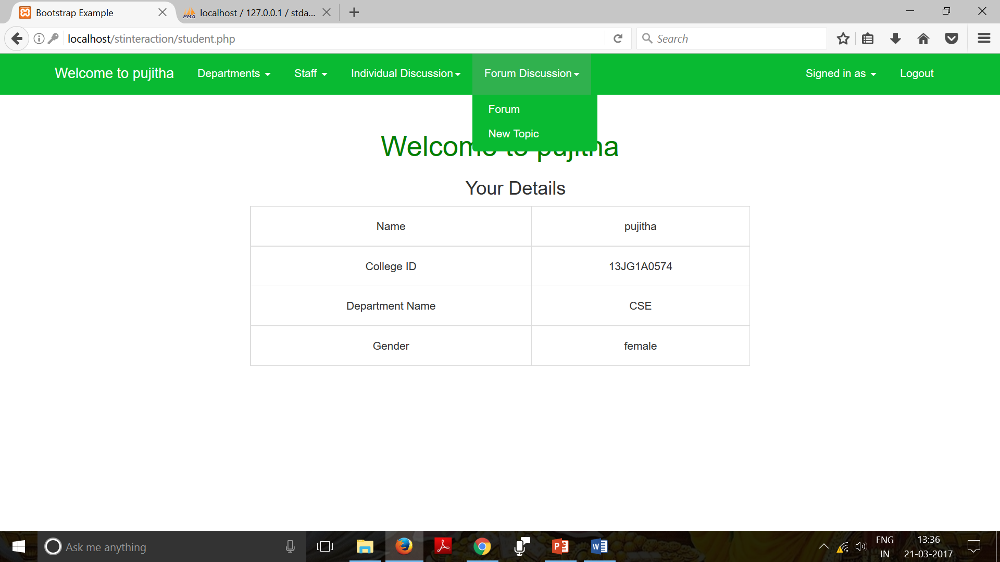 Bootstrap Example
PMA localhost / 127.0.0.1 / stda...
localhost/stinteraction/student.php
Search
Welcome to pujitha Departments Staff Individual Discussion Forum Discussion Signed in as Logout
Forum
New Topic
Welcome to pujitha
Your Details
Name pujitha
College ID 13JG1A0574
Department Name CSE
Gender female
Ask me anything
ENG 13:36
IN 21-03-2017